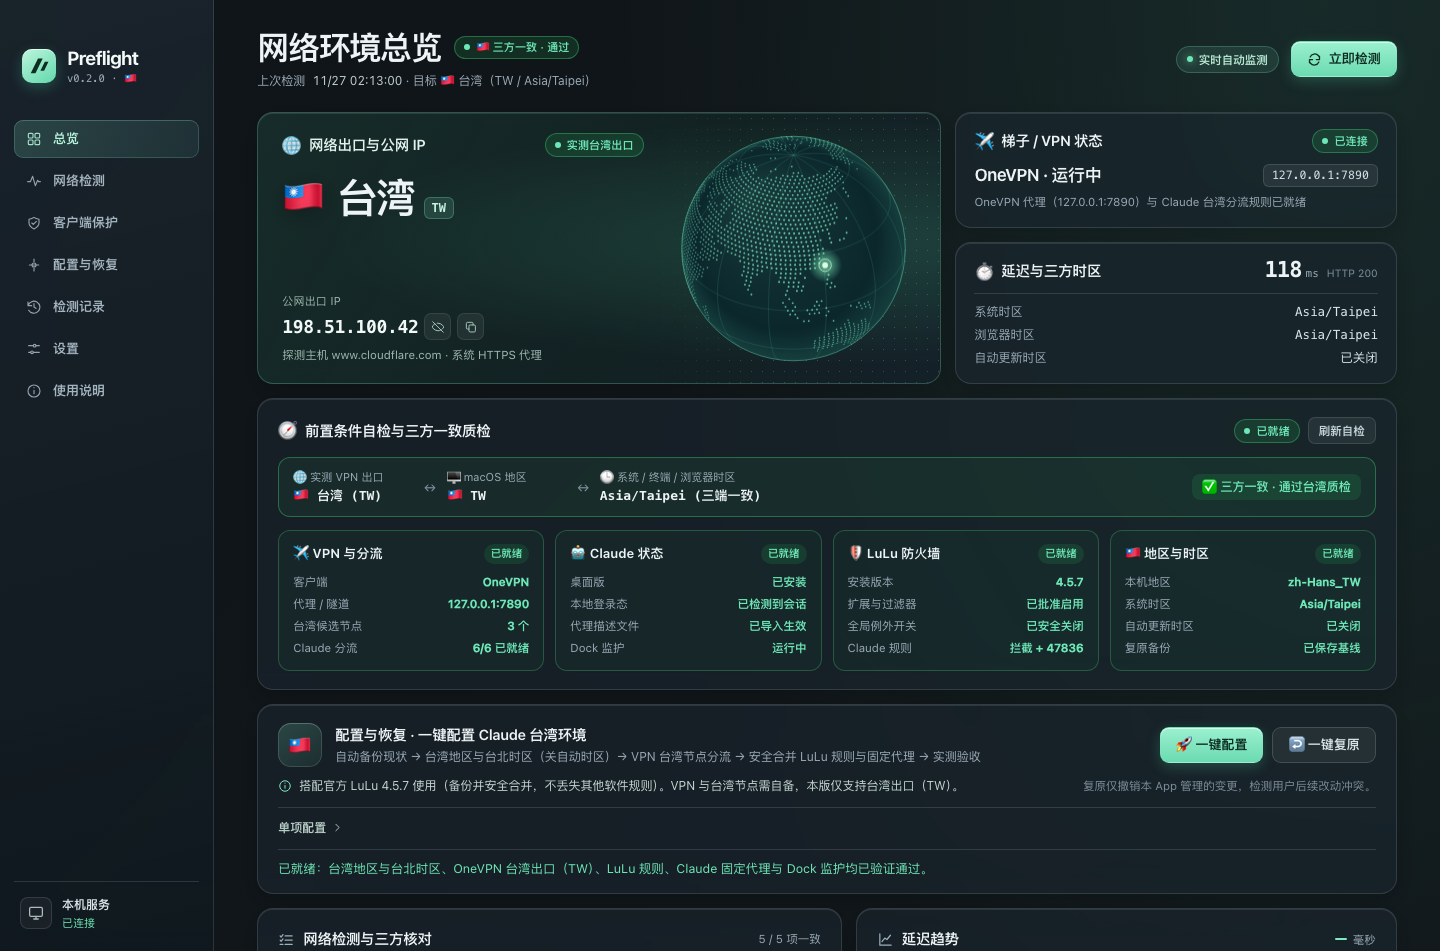 Preflight
v0.2.0 · 🇹🇼
总览
网络检测
客户端保护
配置与恢复
检测记录
设置
使用说明
本机服务
已连接
网络环境总览
🇹🇼 三方一致 · 通过
上次检测 11/27 02:13:00 · 目标 🇹🇼 台湾（TW / Asia/Taipei）
实时自动监测
立即检测
🌐 网络出口与公网 IP
实测台湾出口
🇹🇼 台湾 TW
公网出口 IP
198.51.100.42
探测主机 www.cloudflare.com · 系统 HTTPS 代理
✈️ 梯子 / VPN 状态
已连接
OneVPN · 运行中
127.0.0.1:7890
OneVPN 代理（127.0.0.1:7890）与 Claude 台湾分流规则已就绪
⏱️ 延迟与三方时区
118 ms HTTP 200
系统时区 Asia/Taipei
浏览器时区 Asia/Taipei
自动更新时区 已关闭
🧭 前置条件自检与三方一致质检
已就绪
刷新自检
🌐 实测 VPN 出口
🇹🇼 台湾 (TW)
↔
🖥️ macOS 地区
🇹🇼 TW
↔
🕒 系统 / 终端 / 浏览器时区
Asia/Taipei (三端一致)
✅ 三方一致 · 通过台湾质检
✈️ VPN 与分流 已就绪
客户端 OneVPN
代理 / 隧道 127.0.0.1:7890
台湾候选节点 3 个
Claude 分流 6/6 已就绪
🤖 Claude 状态 已就绪
桌面版 已安装
本地登录态 已检测到会话
代理描述文件 已导入生效
Dock 监护 运行中
🛡️ LuLu 防火墙 已就绪
安装版本 4.5.7
扩展与过滤器 已批准启用
全局例外开关 已安全关闭
Claude 规则 拦截 + 47836
🇹🇼 地区与时区 已就绪
本机地区 zh-Hans_TW
系统时区 Asia/Taipei
自动更新时区 已关闭
复原备份 已保存基线
🇹🇼
配置与恢复 · 一键配置 Claude 台湾环境
自动备份现状 → 台湾地区与台北时区（关自动时区）→ VPN 台湾节点分流 → 安全合并 LuLu 规则与固定代理 → 实测验收
🚀 一键配置
↩️ 一键复原
搭配官方 LuLu 4.5.7 使用（备份并安全合并，不丢失其他软件规则）。VPN 与台湾节点需自备，本版仅支持台湾出口（TW）。
复原仅撤销本 App 管理的变更，检测用户后续改动冲突。
单项配置
已就绪：台湾地区与台北时区、OneVPN 台湾出口（TW）、LuLu 规则、Claude 固定代理与 Dock 监护均已验证通过。
网络检测与三方核对
5 / 5 项一致
延迟趋势
毫秒